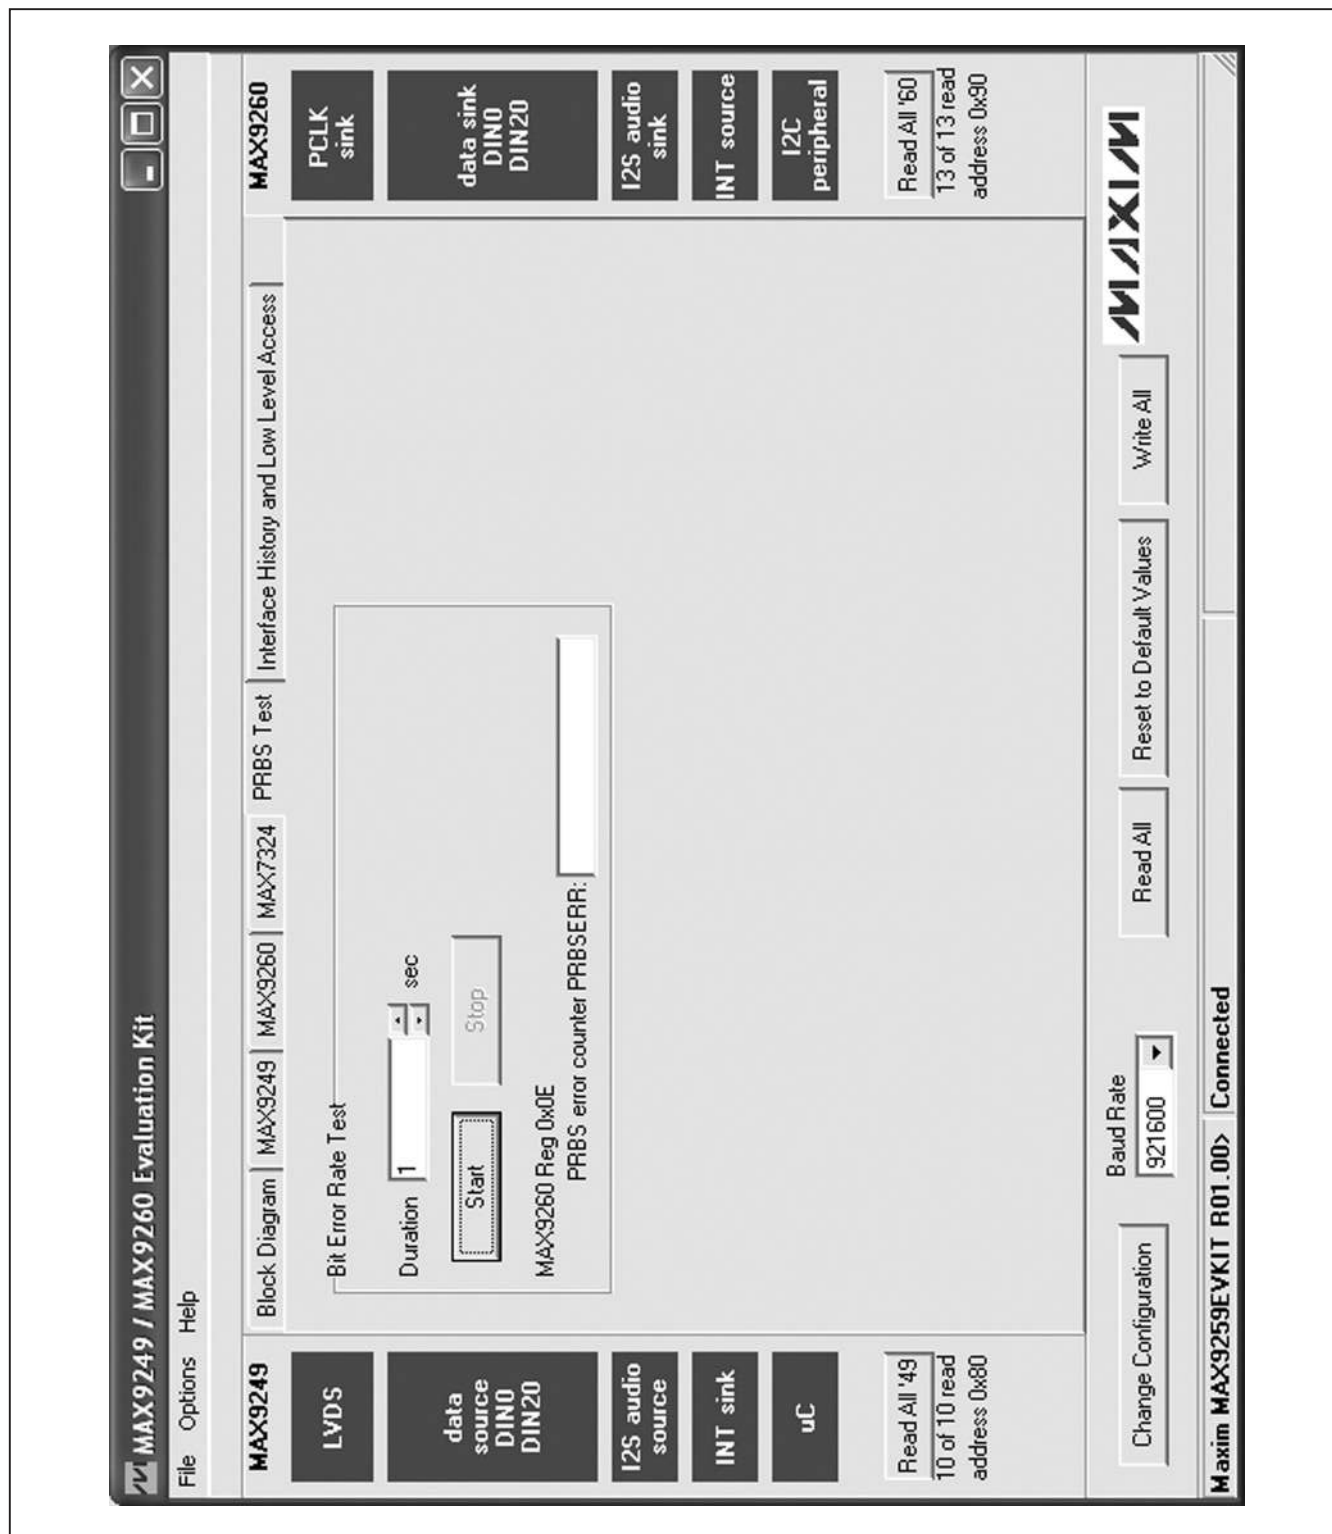 MAX9249 / MAX9260 Evaluation Kit
File Options Help
MAX9249
LVDS
data
source
DIN0
DIN20
I2S audio
source
INT sink
uC
Read All '49
10 of 10 read
address 0x80
Block Diagram MAX9249 MAX9260 MAX7324 PRBS Test Interface History and Low Level Access
Bit Error Rate Test
Duration 1 sec
Start Stop
MAX9260 Reg 0x0E
PRBS error counter PRBSERR:
MAX9260
PCLK
sink
data sink
DIN0
DIN20
I2S audio
sink
INT source
I2C
peripheral
Read All '60
13 of 13 read
address 0x90
Change Configuration
Baud Rate
921600
Read All
Reset to Default Values
Write All
MAXIM
Maxim MAX9259EVKIT R01.00> Connected